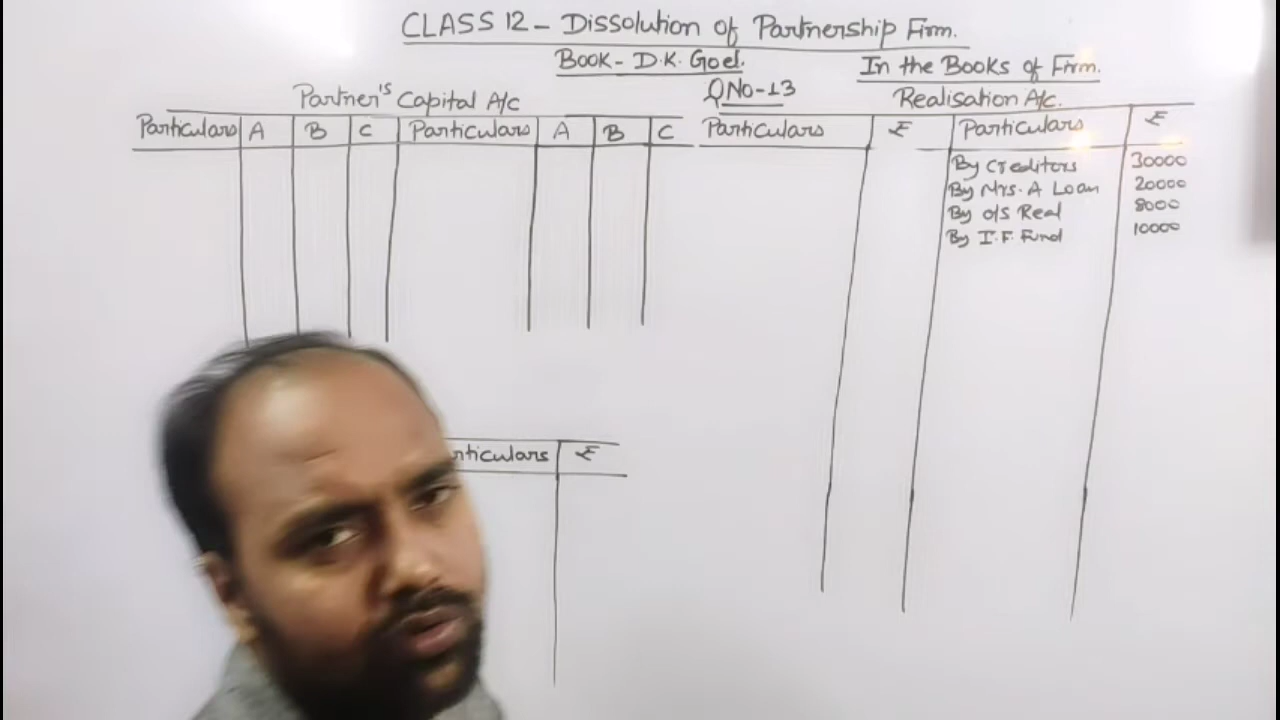 CLASS 12 - Dissolution of Partnership Firm.
Book - D.K. Goel.
In the Books of Firm.
Partner's Capital A/c
Particulars A B C Particulars A B C
QNo-13
Realisation A/c.
Particulars ₹ Particulars ₹
By Creditors 30000
By Mrs. A Loan 20000
By o/s Real 8000
By I.F. Fund 10000
rticulars ₹